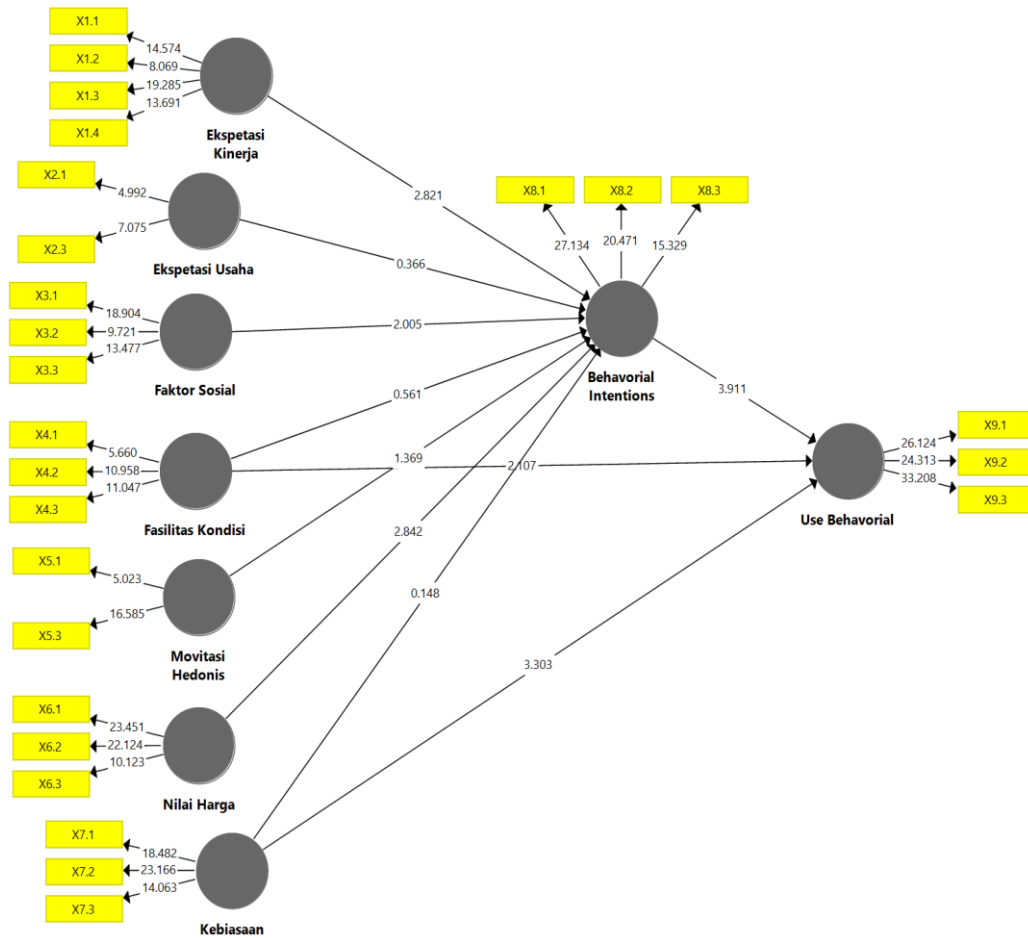 X1.1
14.574
X1.2
8.069
X1.3
19.285
13.691
X1.4
Ekspetasi
Kinerja
2.821
X2.1
4.992
7.075
X2.3
Ekspetasi Usaha
0.366
X8.1
X8.2
X8.3
27.134
20.471
15.329
X3.1
18.904
X3.2
9.721
13.477
X3.3
Faktor Sosial
2.005
Behavorial
Intentions
3.911
X4.1
5.660
X4.2
10.958
11.047
X4.3
Fasilitas Kondisi
0.561
1.369
2.107
X9.1
26.124
X9.2
24.313
33.208
X9.3
Use Behavorial
X5.1
5.023
16.585
X5.3
Movitasi
Hedonis
2.842
0.148
3.303
X6.1
23.451
X6.2
22.124
10.123
X6.3
Nilai Harga
X7.1
18.482
X7.2
23.166
14.063
X7.3
Kebiasaan